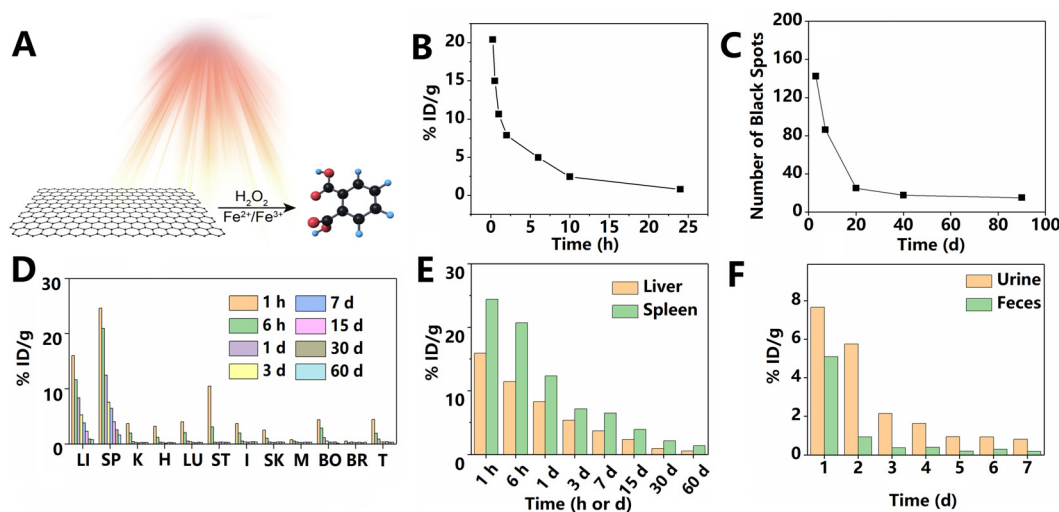 A
H₂O₂
Fe²⁺/Fe³⁺
B
% ID/g
20
15
10
5
0
0 5 10 15 20 25
Time (h)
C
Number of Black Spots
200
160
120
80
40
0
0 20 40 60 80 100
Time (d)
D
% ID/g
30
20
10
0
1 h
6 h
1 d
3 d
7 d
15 d
30 d
60 d
LI SP K H LU ST I SK M BO BR T
E
% ID/g
30
20
10
0
Liver
Spleen
1 h 6 h 1 d 3 d 7 d 15 d 30 d 60 d
Time (h or d)
F
% ID/g
8
6
4
2
0
Urine
Feces
1 2 3 4 5 6 7
Time (d)